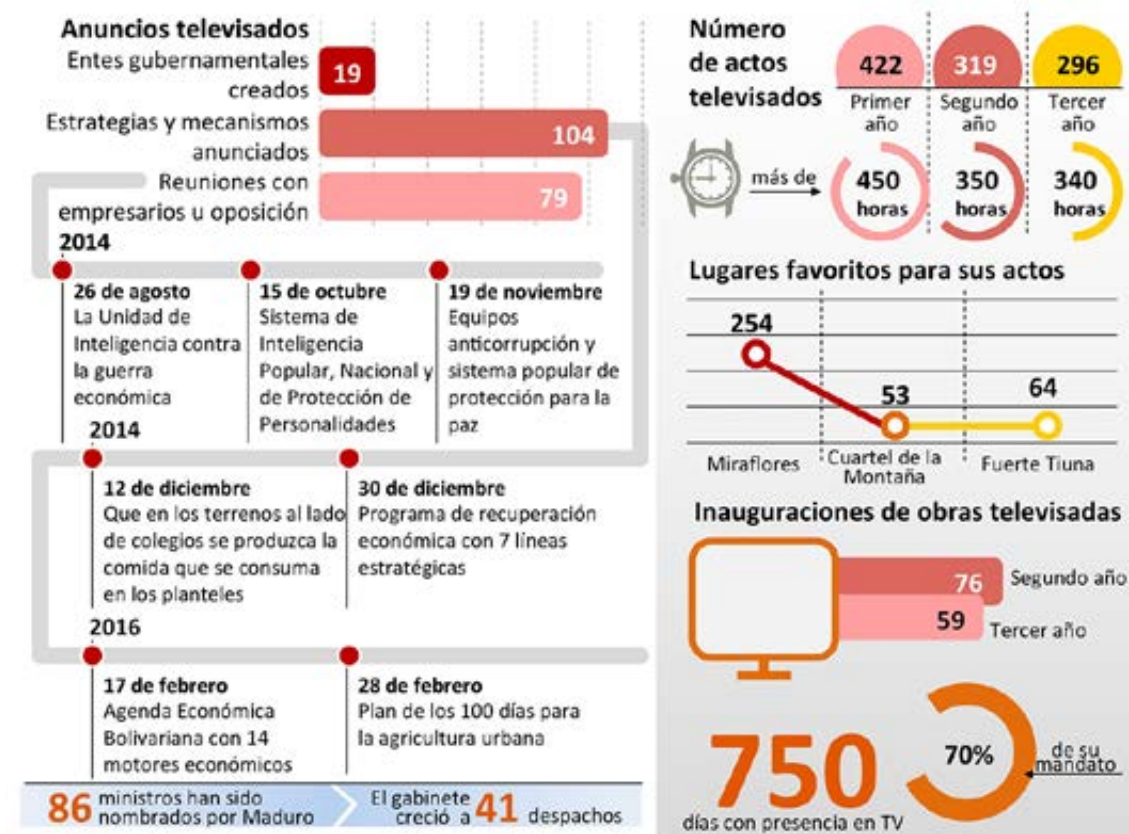 Anuncios televisados
Entes gubernamentales
creados
19
Estrategias y mecanismos
anunciados
104
Reuniones con
empresarios u oposición
79
2014
26 de agosto
La Unidad de
Inteligencia contra
la guerra
económica
15 de octubre
Sistema de
Inteligencia
Popular, Nacional y
de Protección de
Personalidades
19 de noviembre
Equipos
anticorrupción y
sistema popular de
protección para la
paz
2014
12 de diciembre
Que en los terrenos al lado
de colegios se produzca la
comida que se consuma
en los planteles
30 de diciembre
Programa de recuperación
económica con 7 líneas
estratégicas
2016
17 de febrero
Agenda Económica
Bolivariana con 14
motores económicos
28 de febrero
Plan de los 100 días para
la agricultura urbana
86 ministros han sido
nombrados por Maduro
El gabinete
creció a 41 despachos
Número
de actos
televisados
422
Primer
año
319
Segundo
año
296
Tercer
año
más de
450
horas
350
horas
340
horas
Lugares favoritos para sus actos
254
53
64
Miraflores
Cuartel de la
Montaña
Fuerte Tiuna
Inauguraciones de obras televisadas
76
Segundo año
59
Tercer año
750
días con presencia en TV
70%
de su
mandato